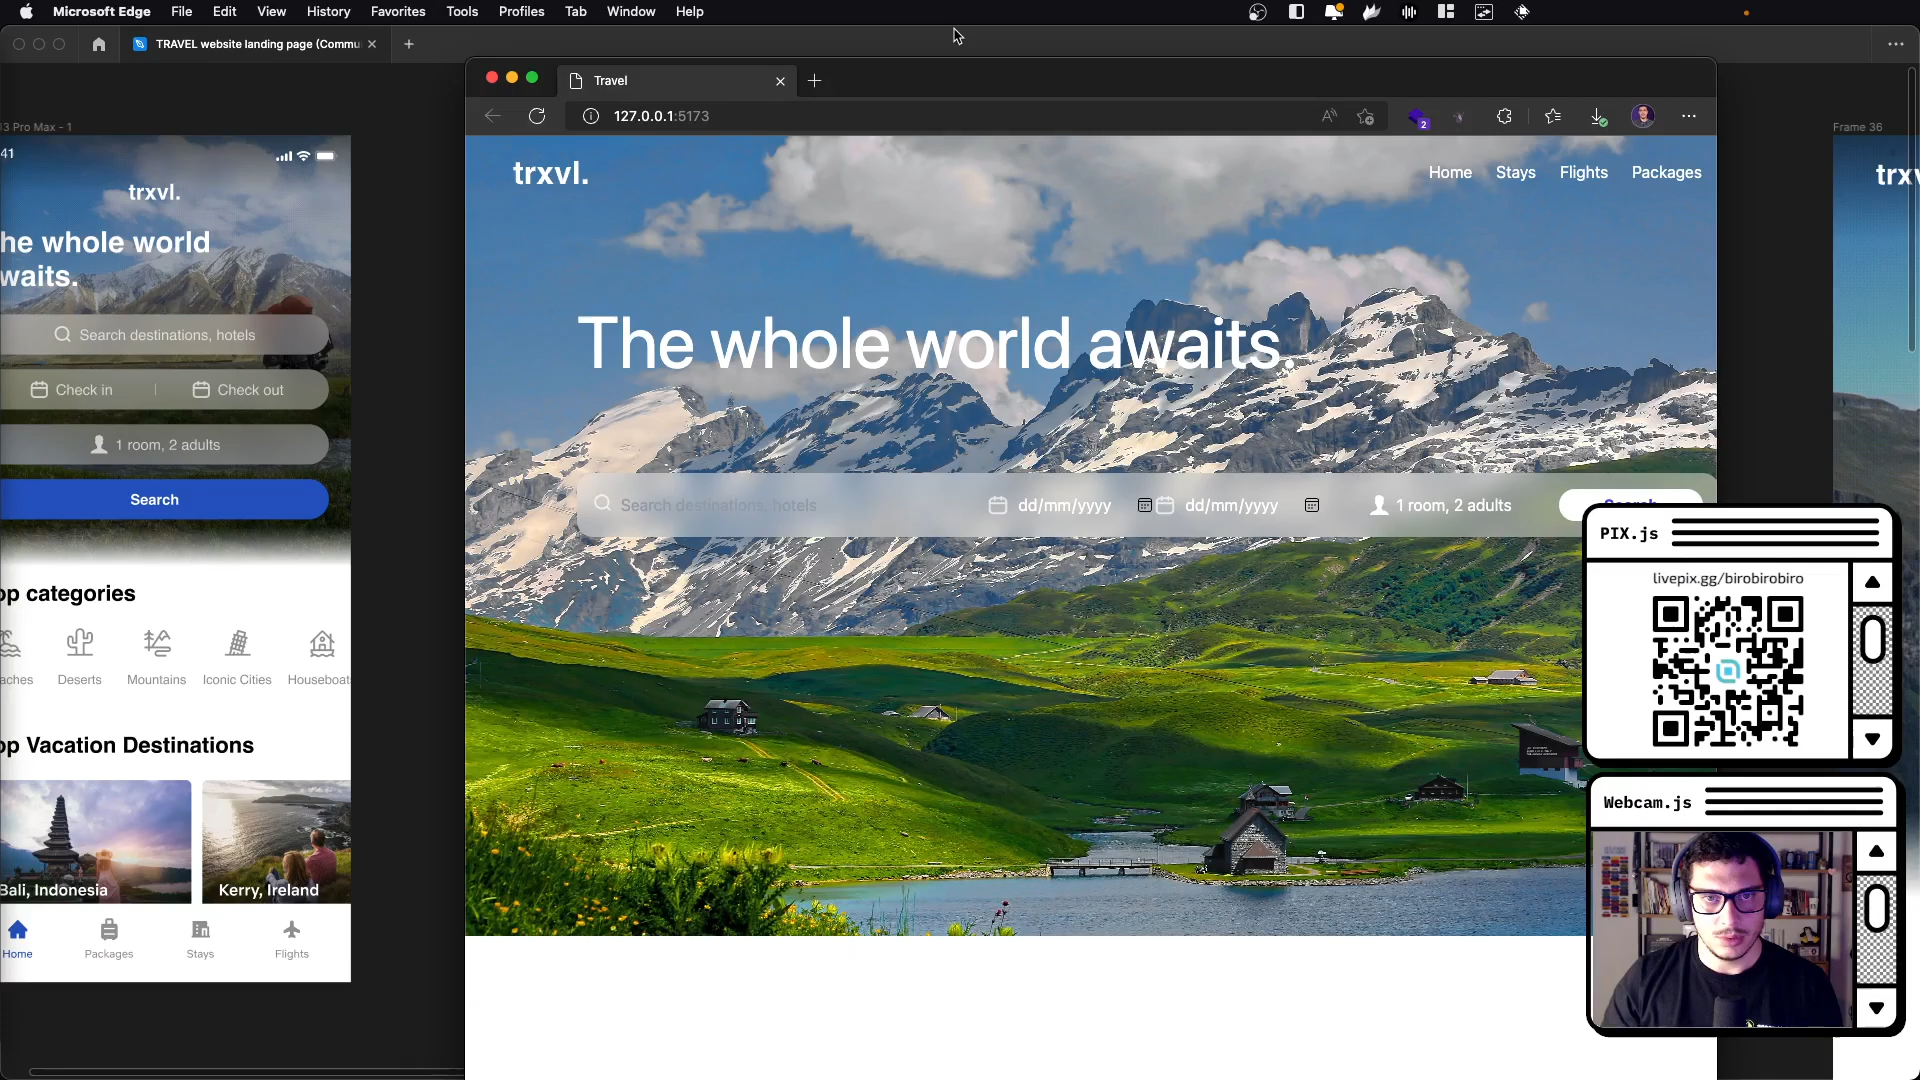 Microsoft Edge File Edit View History Favorites Tools Profiles Tab Window Help
TRAVEL website landing page (Commu
Travel
127.0.0.1:5173
2
3 Pro Max - 1
41
trxvl.
he whole world
waits.
Search destinations, hotels
Check in | Check out
1 room, 2 adults
Search
op categories
aches Deserts Mountains Iconic Cities Houseboat
op Vacation Destinations
Bali, Indonesia
Kerry, Ireland
Home Packages Stays Flights
trxvl.
Home Stays Flights Packages
The whole world awaits.
Search destinations, hotels dd/mm/yyyy dd/mm/yyyy 1 room, 2 adults Search
Frame 36
trxv
PIX.js
livepix.gg/birobirobiro
Webcam.js